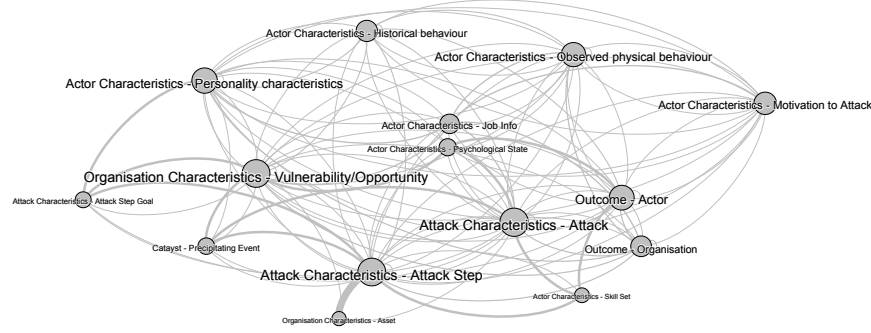 Actor Characteristics - Historical behaviour
Actor Characteristics - Observed physical behaviour
Actor Characteristics - Personality characteristics
Actor Characteristics - Motivation to Attack
Actor Characteristics - Job Info
Actor Characteristics - Psychological State
Organisation Characteristics - Vulnerability/Opportunity
Attack Characteristics - Attack Step Goal
Outcome - Actor
Attack Characteristics - Attack
Catayst - Precipitating Event
Outcome - Organisation
Attack Characteristics - Attack Step
Actor Characteristics - Skill Set
Organisation Characteristics - Asset